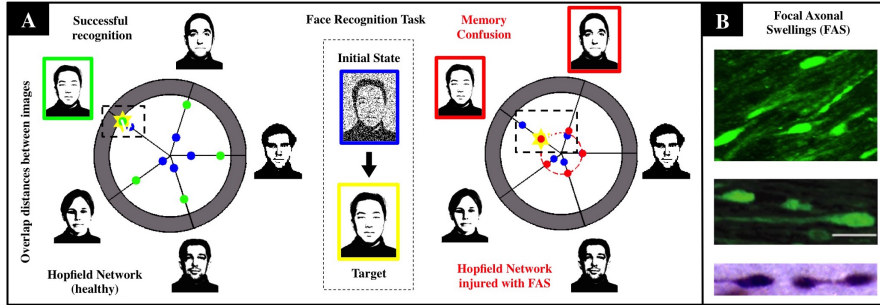 A
Successful
recognition
Face Recognition Task
Memory
Confusion
Initial State
Target
Overlap distances between images
Hopfield Network
(healthy)
Hopfield Network
injured with FAS
B
Focal Axonal
Swellings (FAS)